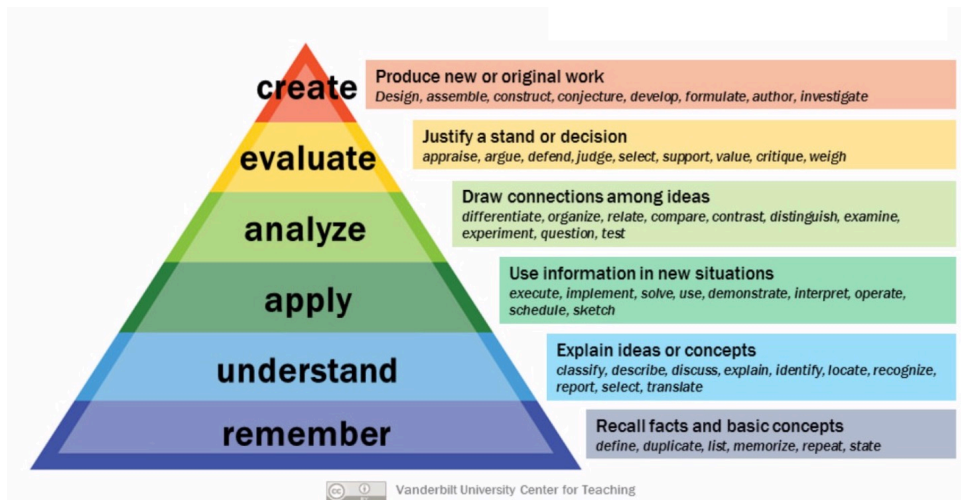 create
Produce new or original work
Design, assemble, construct, conjecture, develop, formulate, author, investigate
evaluate
Justify a stand or decision
appraise, argue, defend, judge, select, support, value, critique, weigh
analyze
Draw connections among ideas
differentiate, organize, relate, compare, contrast, distinguish, examine,
experiment, question, test
apply
Use information in new situations
execute, implement, solve, use, demonstrate, interpret, operate,
schedule, sketch
understand
Explain ideas or concepts
classify, describe, discuss, explain, identify, locate, recognize,
report, select, translate
remember
Recall facts and basic concepts
define, duplicate, list, memorize, repeat, state
cc
Vanderbilt University Center for Teaching